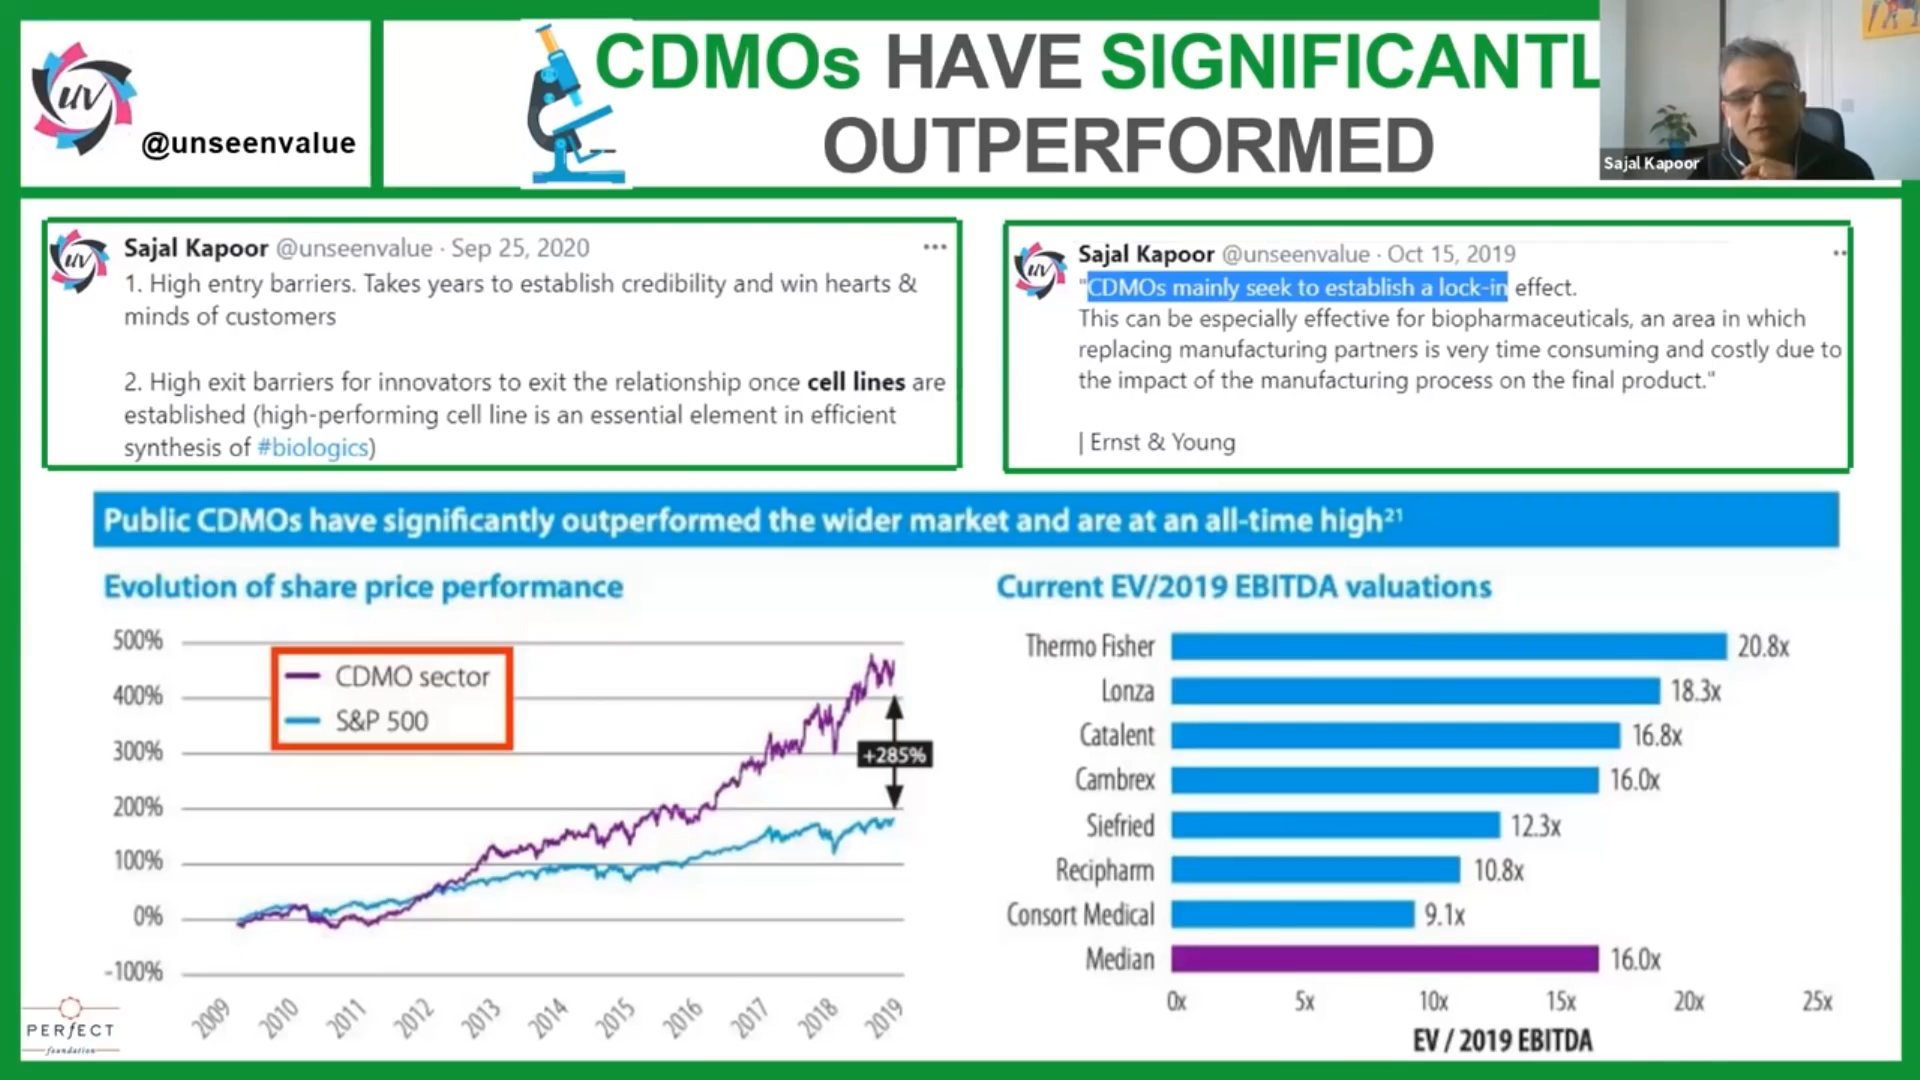 uv
@unseenvalue
CDMOs HAVE SIGNIFICANTL
OUTPERFORMED
Sajal Kapoor
uv
Sajal Kapoor @unseenvalue · Sep 25, 2020
1. High entry barriers. Takes years to establish credibility and win hearts &
minds of customers
2. High exit barriers for innovators to exit the relationship once cell lines are
established (high-performing cell line is an essential element in efficient
synthesis of #biologics)
uv
Sajal Kapoor @unseenvalue · Oct 15, 2019
"CDMOs mainly seek to establish a lock-in effect.
This can be especially effective for biopharmaceuticals, an area in which
replacing manufacturing partners is very time consuming and costly due to
the impact of the manufacturing process on the final product."
| Ernst & Young
Public CDMOs have significantly outperformed the wider market and are at an all-time high²¹
Evolution of share price performance
500%
400%
300%
200%
100%
0%
-100%
CDMO sector
S&P 500
+285%
2009 2010 2011 2012 2013 2014 2015 2016 2017 2018 2019
Current EV/2019 EBITDA valuations
Thermo Fisher 20.8x
Lonza 18.3x
Catalent 16.8x
Cambrex 16.0x
Siefried 12.3x
Recipharm 10.8x
Consort Medical 9.1x
Median 16.0x
0x 5x 10x 15x 20x 25x
EV / 2019 EBITDA
PERfECT
foundation